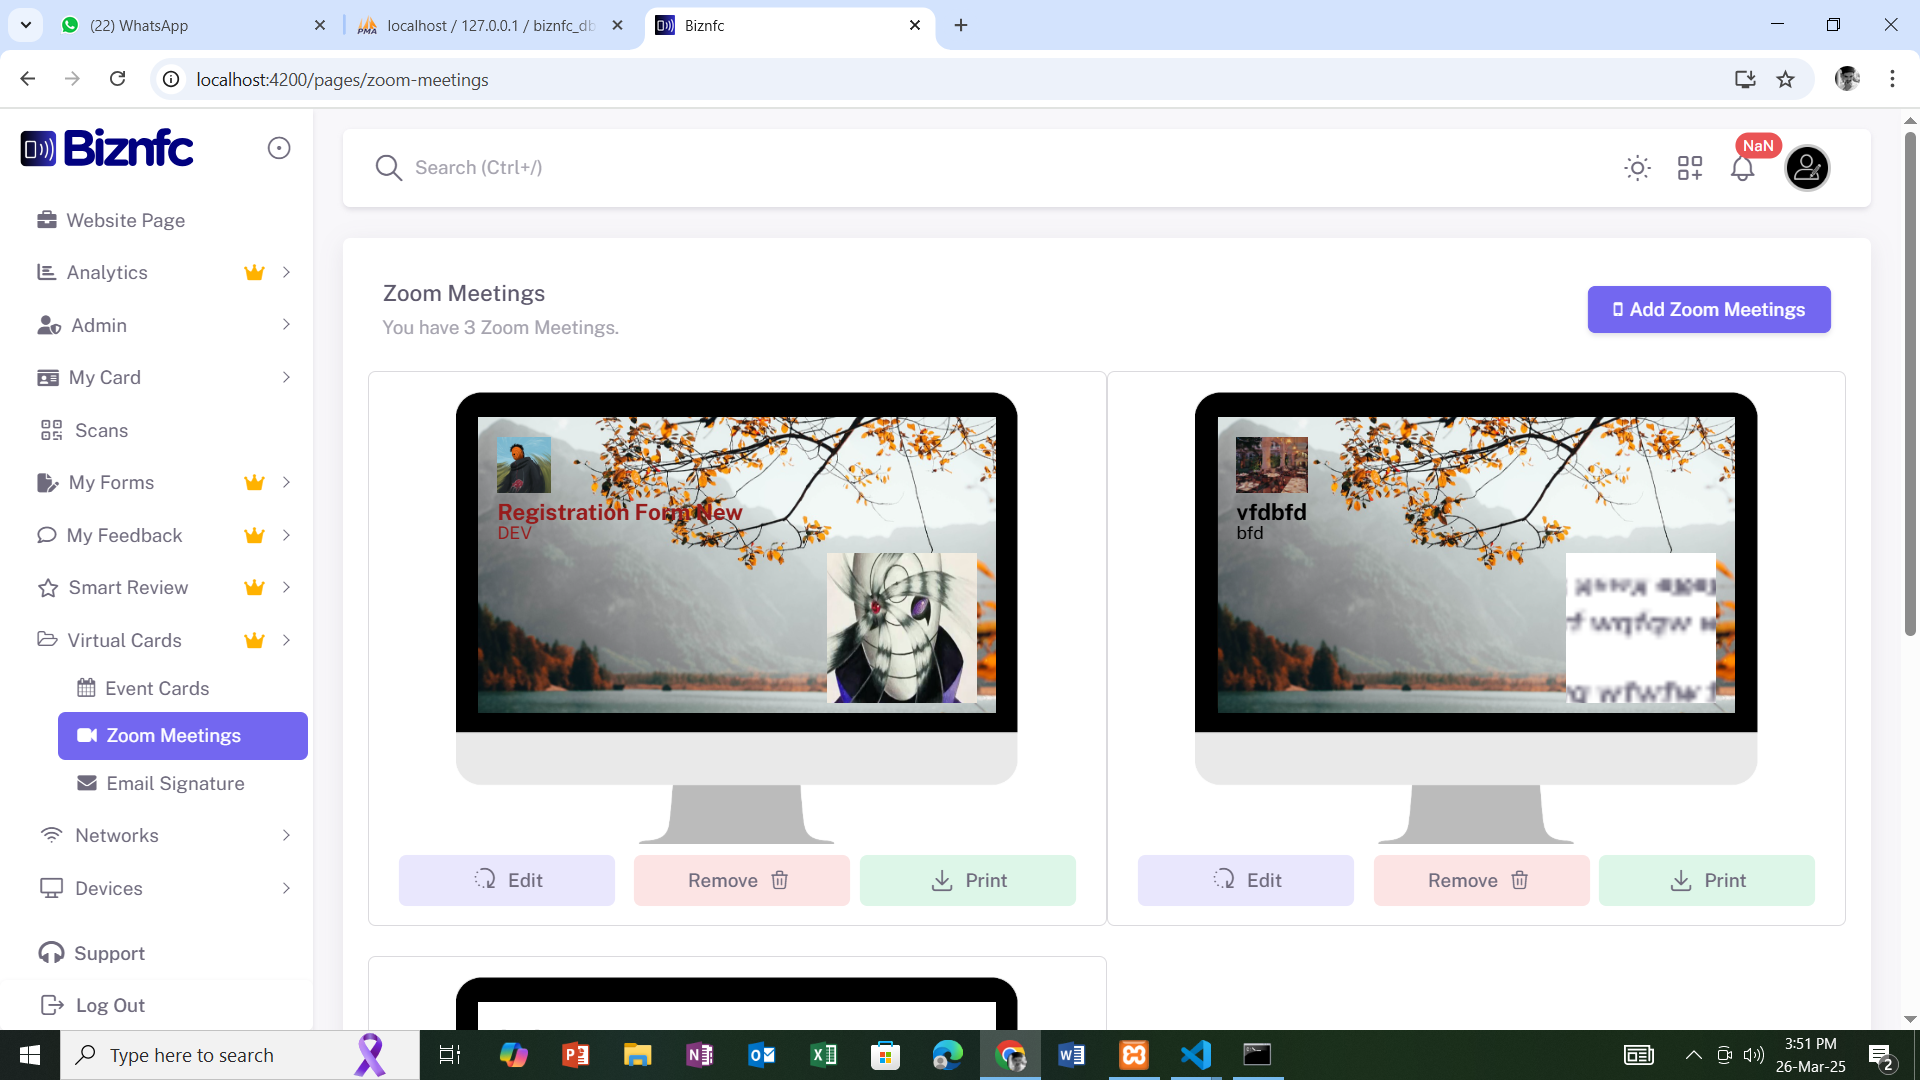 (22) WhatsApp
localhost / 127.0.0.1 / biznfc_db
Biznfc
localhost:4200/pages/zoom-meetings
Biznfc
Search (Ctrl+/)
NaN
Website Page
Analytics
Admin
My Card
Scans
My Forms
My Feedback
Smart Review
Virtual Cards
Event Cards
Zoom Meetings
Email Signature
Networks
Devices
Support
Log Out
Zoom Meetings
You have 3 Zoom Meetings.
Add Zoom Meetings
Registration Form New
DEV
vfdbfd
bfd
Edit
Remove
Print
Edit
Remove
Print
Type here to search
3:51 PM
26-Mar-25
2